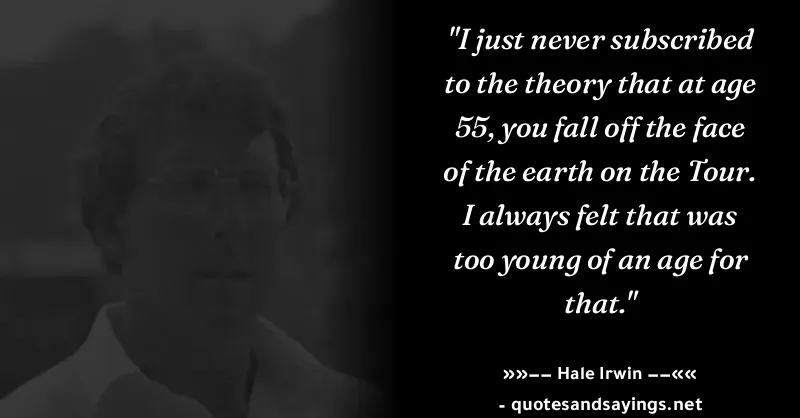 "I just never subscribed
to the theory that at age
55, you fall off the face
of the earth on the Tour.
I always felt that was
too young of an age for
that."
»»–– Hale Irwin ––««
- quotesandsayings.net